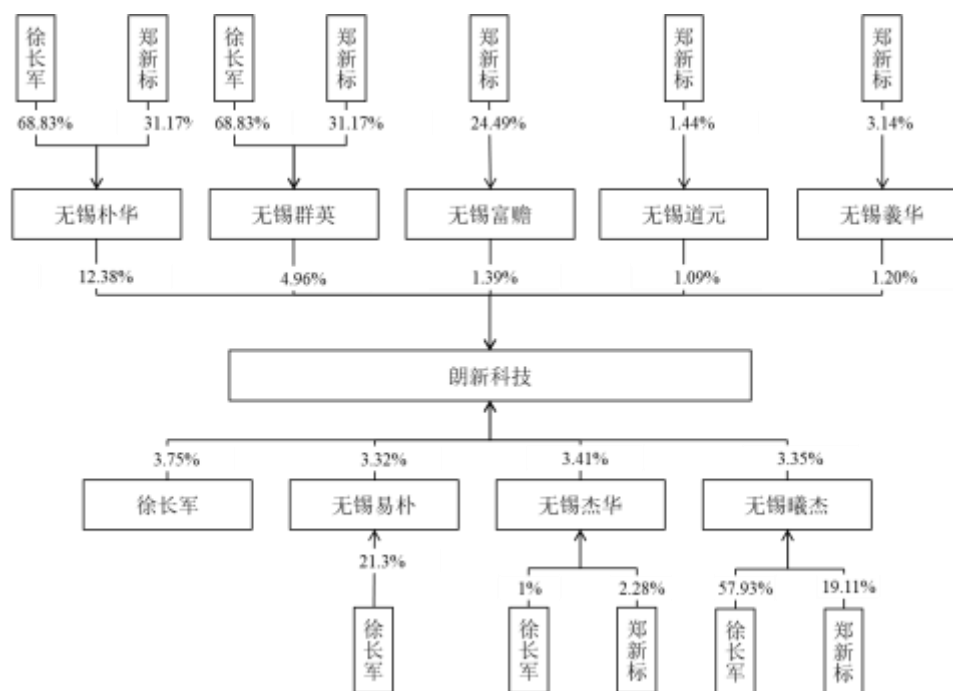 徐长军
郑新标
徐长军
郑新标
郑新标
郑新标
郑新标
68.83%
31.17%
68.83%
31.17%
24.49%
1.44%
3.14%
无锡朴华
无锡群英
无锡富赡
无锡道元
无锡羲华
12.38%
4.96%
1.39%
1.09%
1.20%
朗新科技
3.75%
3.32%
3.41%
3.35%
徐长军
无锡易朴
无锡杰华
无锡曦杰
21.3%
1%
2.28%
57.93%
19.11%
徐长军
徐长军
郑新标
徐长军
郑新标